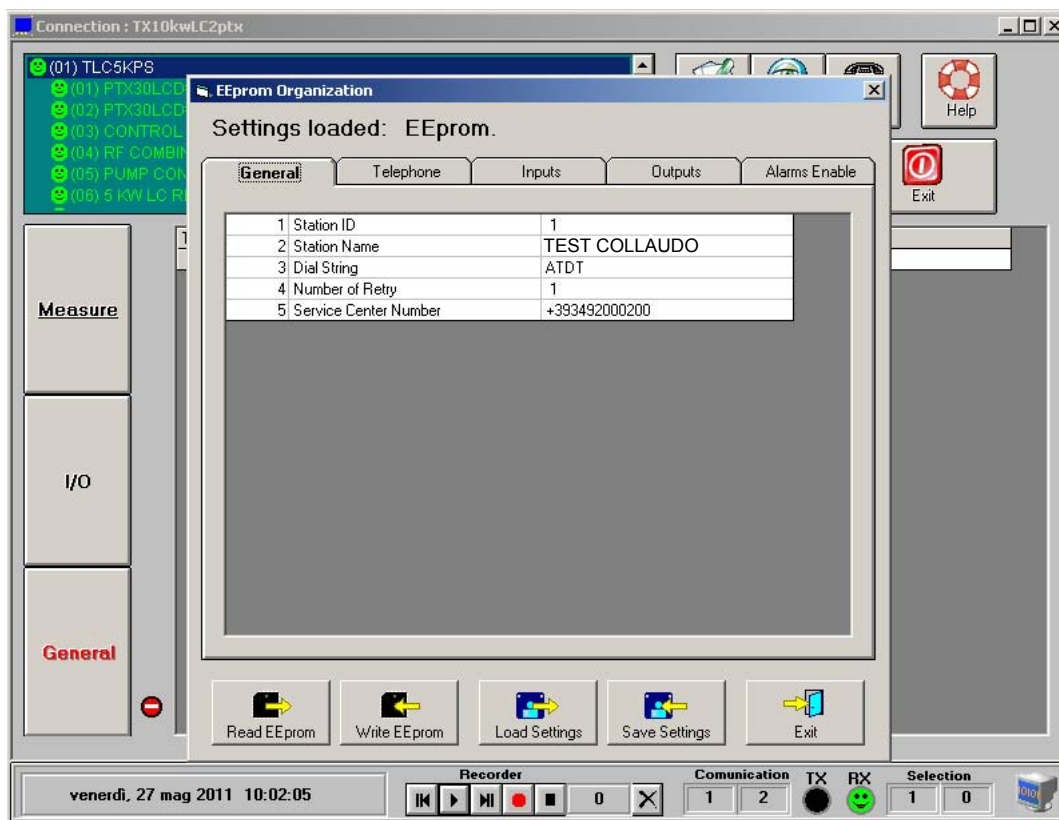 Connection : TX10kwLC2ptx
(01) TLC5KPS
(01) PTX30LCD
(02) PTX30LCD
(03) CONTROL
(04) RF COMBIN
(05) PUMP CON
(06) 5 KW LC R
Help
Exit
EEprom Organization
Settings loaded: EEprom.
General Telephone Inputs Outputs Alarms Enable
1 Station ID 1
2 Station Name TEST COLLAUDO
3 Dial String ATDT
4 Number of Retry 1
5 Service Center Number +393492000200
Measure
I/O
General
Read EEprom Write EEprom Load Settings Save Settings Exit
Recorder Comunication TX RX Selection
venerdì, 27 mag 2011 10:02:05 0 1 2 1 0